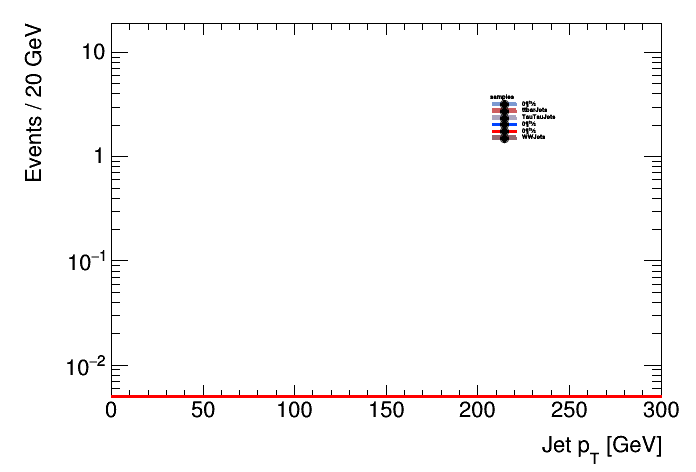 Events / 20 GeV
10
1
10⁻¹
10⁻²
samples
ttbarJets
TauTauJets
WWJets
0 50 100 150 200 250 300
Jet pT [GeV]